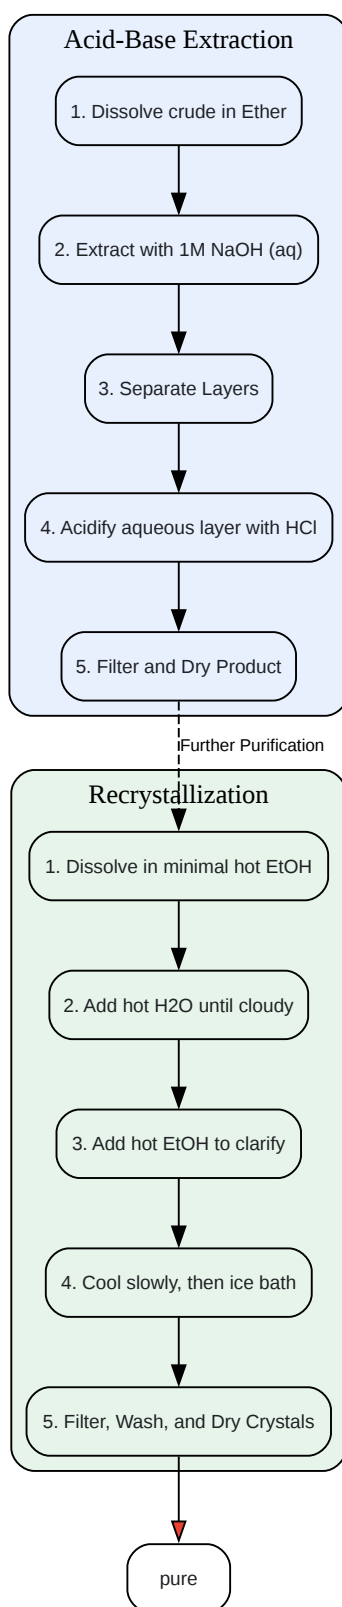 Acid-Base Extraction
1. Dissolve crude in Ether
2. Extract with 1M NaOH (aq)
3. Separate Layers
4. Acidify aqueous layer with HCl
5. Filter and Dry Product
Further Purification
Recrystallization
1. Dissolve in minimal hot EtOH
2. Add hot H2O until cloudy
3. Add hot EtOH to clarify
4. Cool slowly, then ice bath
5. Filter, Wash, and Dry Crystals
pure